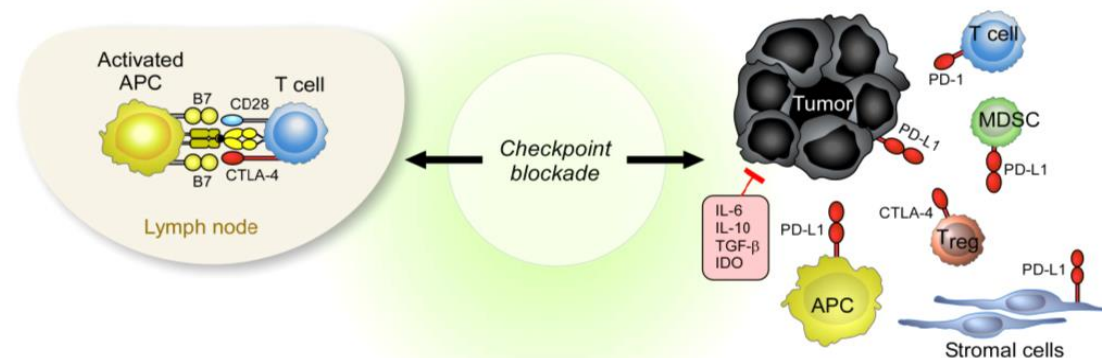 Activated
APC
B7
CD28
T cell
B7
CTLA-4
Lymph node
Checkpoint
blockade
Tumor
PD-L1
IL-6
IL-10
TGF-β
IDO
T cell
PD-1
MDSC
PD-L1
CTLA-4
Treg
PD-L1
APC
PD-L1
Stromal cells